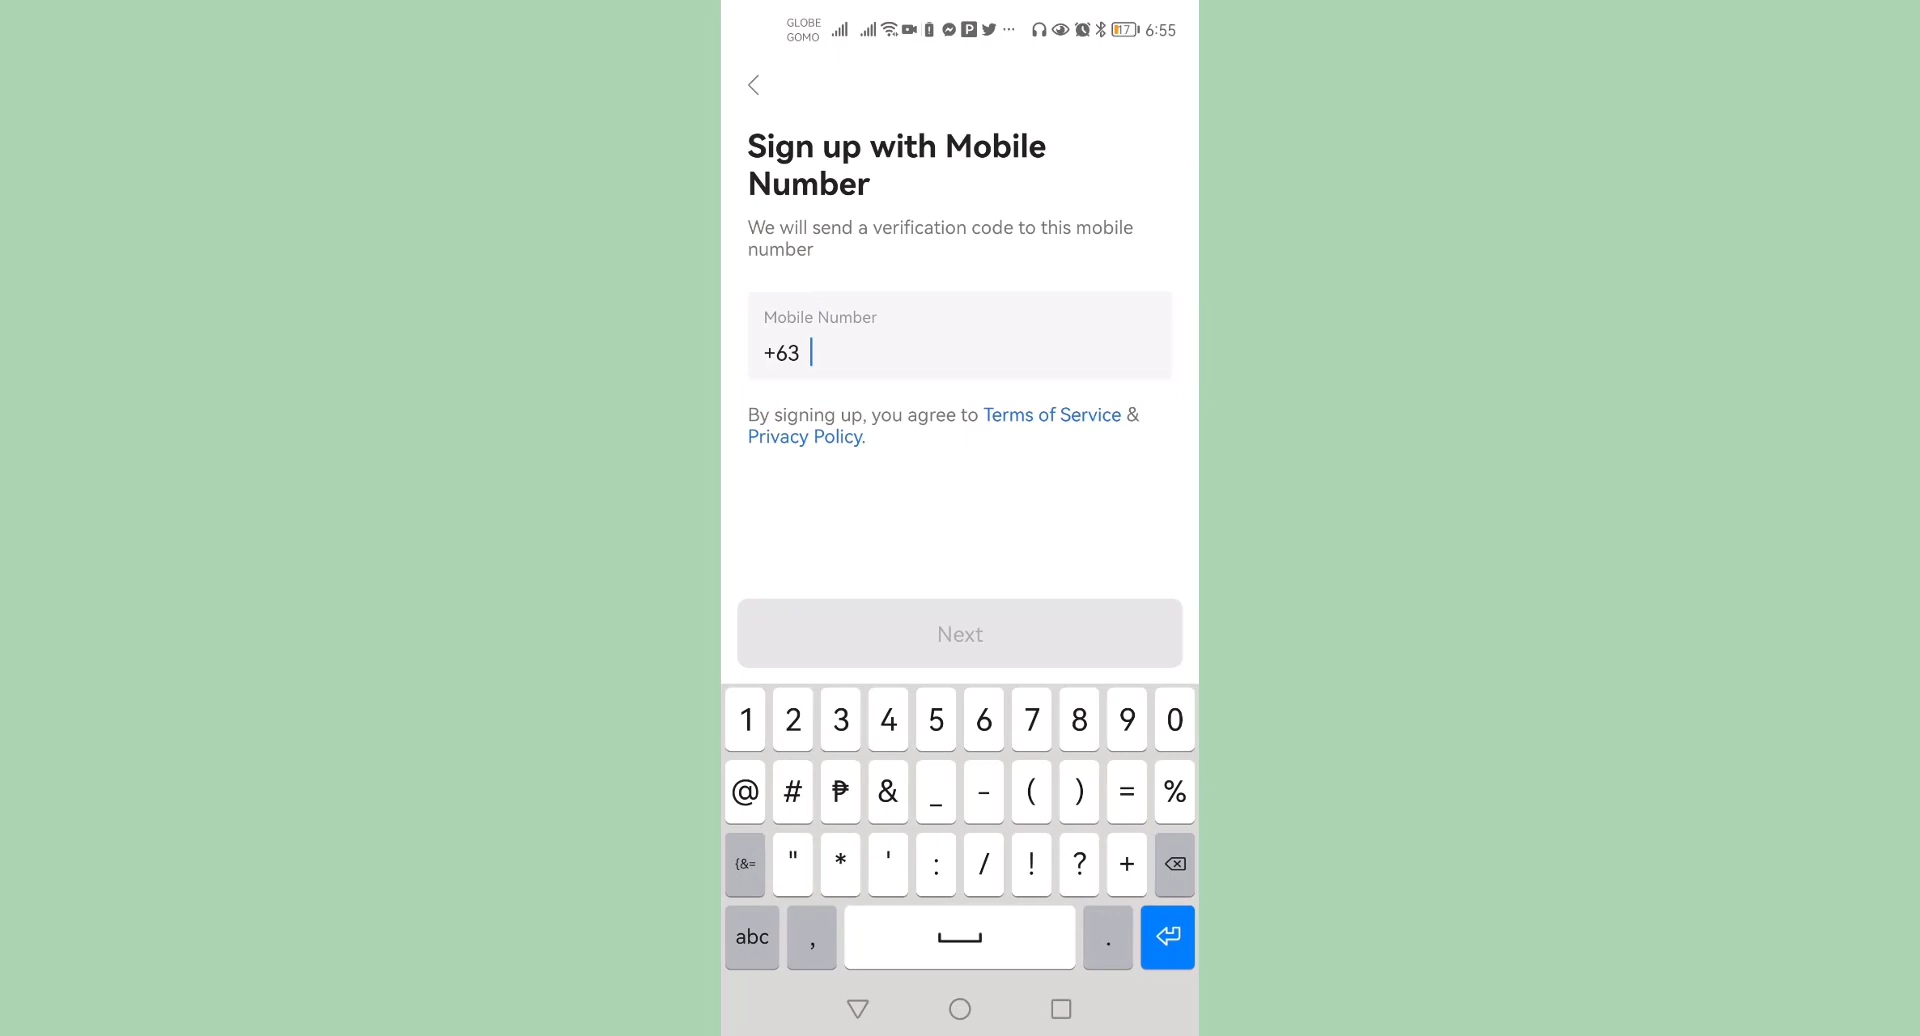 GLOBE
GOMO
17 6:55
Sign up with Mobile
Number
We will send a verification code to this mobile
number
Mobile Number
+63
By signing up, you agree to Terms of Service &
Privacy Policy.
Next
1 2 3 4 5 6 7 8 9 0
@ # ₱ & _ - ( ) = %
{&= " * ' : / ! ? +
abc , .